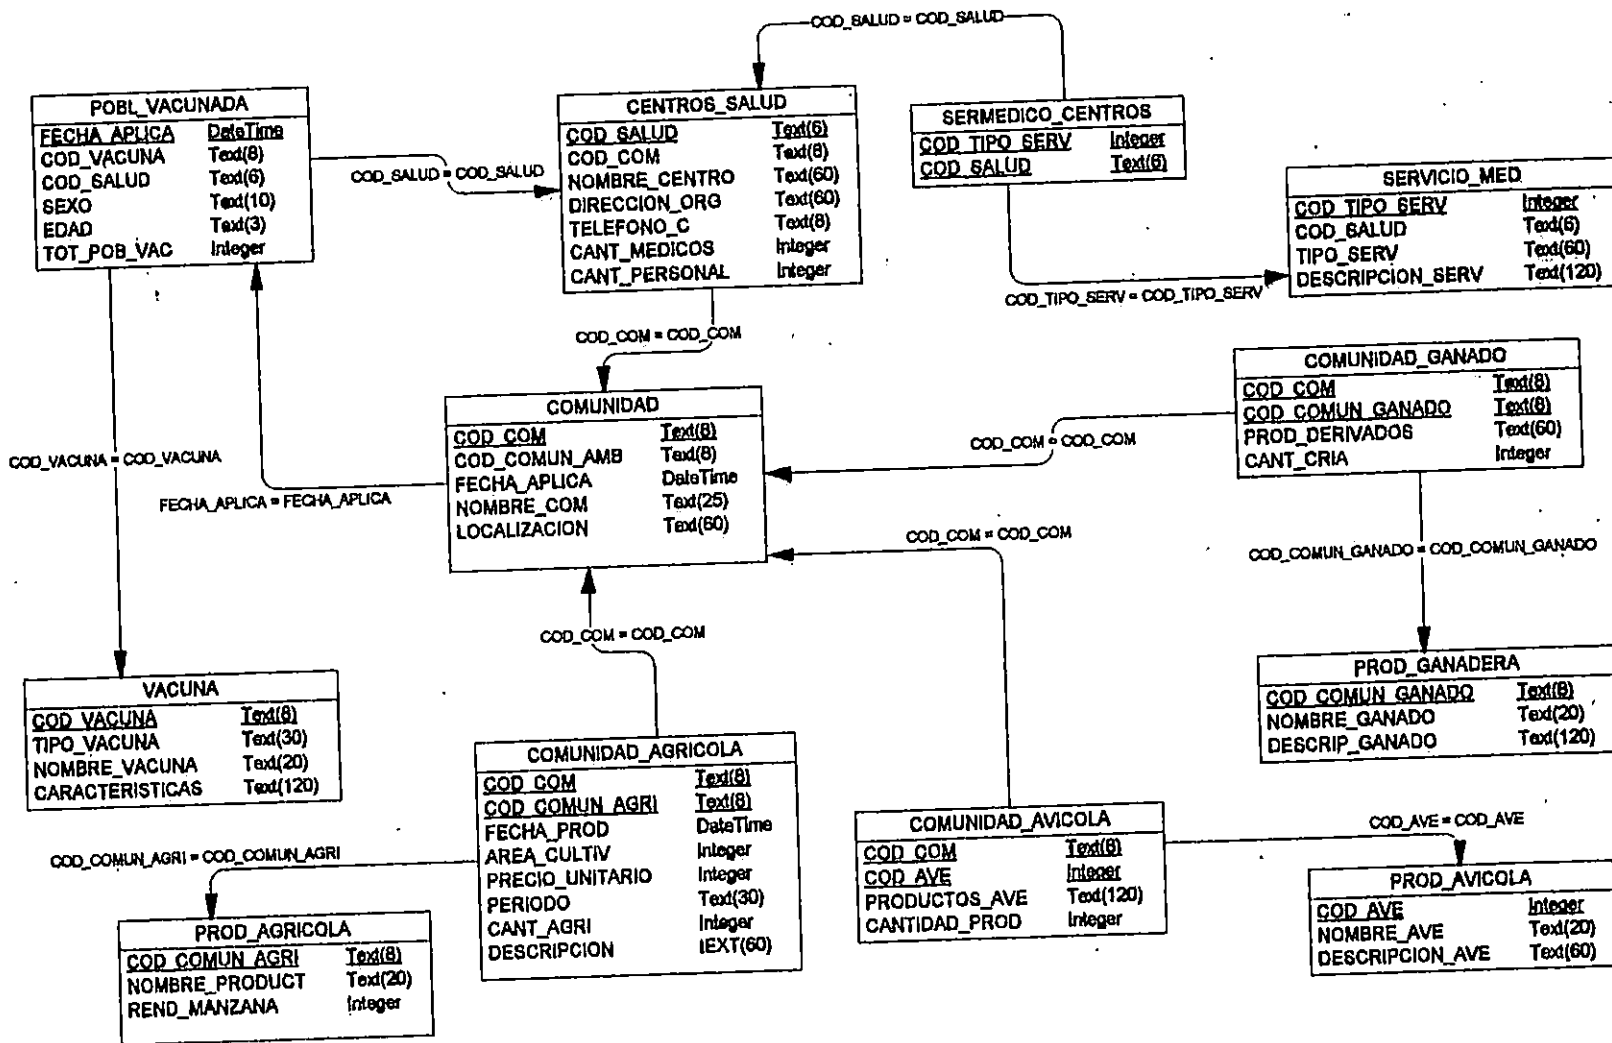 COD_SALUD = COD_SALUD
POBL_VACUNADA
FECHA_APLICA DateTime
COD_VACUNA Text(8)
COD_SALUD Text(6)
SEXO Text(10)
EDAD Text(3)
TOT_POB_VAC Integer
COD_SALUD = COD_SALUD
CENTROS_SALUD
COD_SALUD Text(6)
COD_COM Text(8)
NOMBRE_CENTRO Text(60)
DIRECCION_ORG Text(60)
TELEFONO_C Text(8)
CANT_MEDICOS Integer
CANT_PERSONAL Integer
SERMEDICO_CENTROS
COD_TIPO_SERV Integer
COD_SALUD Text(6)
SERVICIO_MED
COD_TIPO_SERV Integer
COD_SALUD Text(6)
TIPO_SERV Text(60)
DESCRIPCION_SERV Text(120)
COD_TIPO_SERV = COD_TIPO_SERV
COD_COM = COD_COM
COMUNIDAD
COD_COM Text(8)
COD_COMUN_AMB Text(8)
FECHA_APLICA DateTime
NOMBRE_COM Text(25)
LOCALIZACION Text(60)
COMUNIDAD_GANADO
COD_COM Text(8)
COD_COMUN_GANADO Text(8)
PROD_DERIVADOS Text(60)
CANT_CRIA Integer
COD_COM = COD_COM
COD_VACUNA = COD_VACUNA
FECHA_APLICA = FECHA_APLICA
COD_COM = COD_COM
COD_COMUN_GANADO = COD_COMUN_GANADO
COD_COM = COD_COM
VACUNA
COD_VACUNA Text(8)
TIPO_VACUNA Text(30)
NOMBRE_VACUNA Text(20)
CARACTERISTICAS Text(120)
PROD_GANADERA
COD_COMUN_GANADO Text(8)
NOMBRE_GANADO Text(20)
DESCRIP_GANADO Text(120)
COMUNIDAD_AGRICOLA
COD_COM Text(8)
COD_COMUN_AGRI Text(8)
FECHA_PROD DateTime
AREA_CULTIV Integer
PRECIO_UNITARIO Integer
PERIODO Text(30)
CANT_AGRI Integer
DESCRIPCION tEXT(60)
COMUNIDAD_AVICOLA
COD_COM Text(8)
COD_AVE Integer
PRODUCTOS_AVE Text(120)
CANTIDAD_PROD Integer
COD_AVE = COD_AVE
PROD_AVICOLA
COD_AVE Integer
NOMBRE_AVE Text(20)
DESCRIPCION_AVE Text(60)
COD_COMUN_AGRI = COD_COMUN_AGRI
PROD_AGRICOLA
COD_COMUN_AGRI Text(8)
NOMBRE_PRODUCT Text(20)
REND_MANZANA Integer